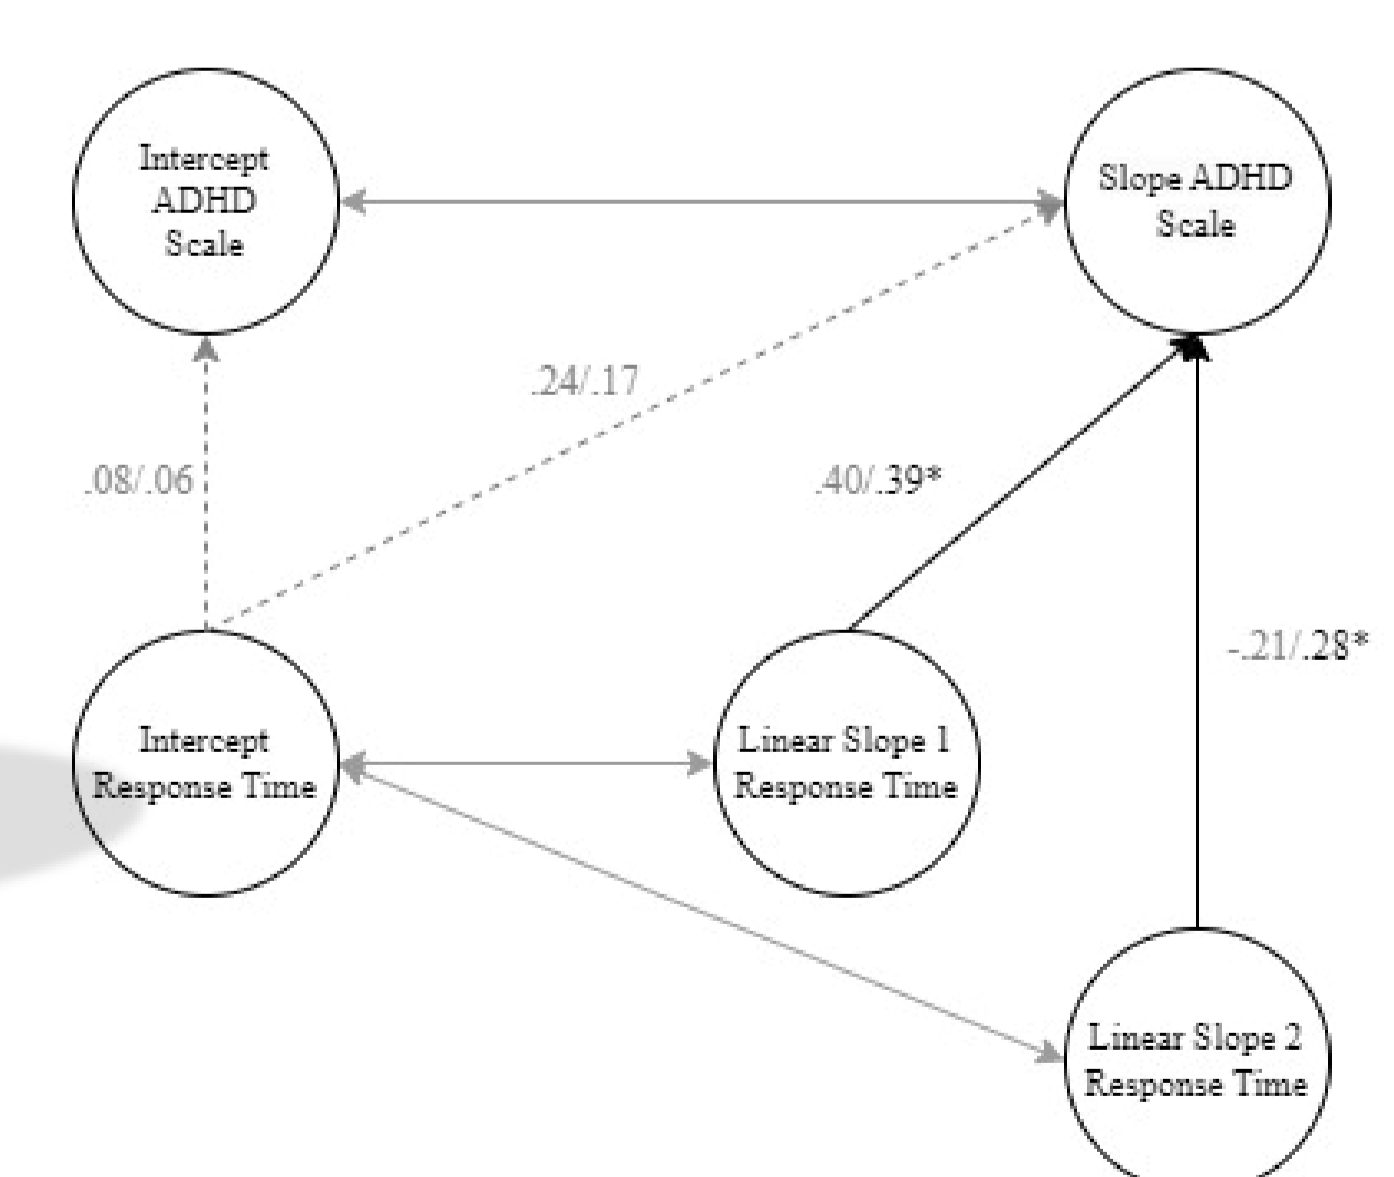 Intercept
ADHD
Scale
Slope ADHD
Scale
.24/.17
.08/.06
.40/.39*
-.21/.28*
Intercept
Response Time
Linear Slope 1
Response Time
Linear Slope 2
Response Time